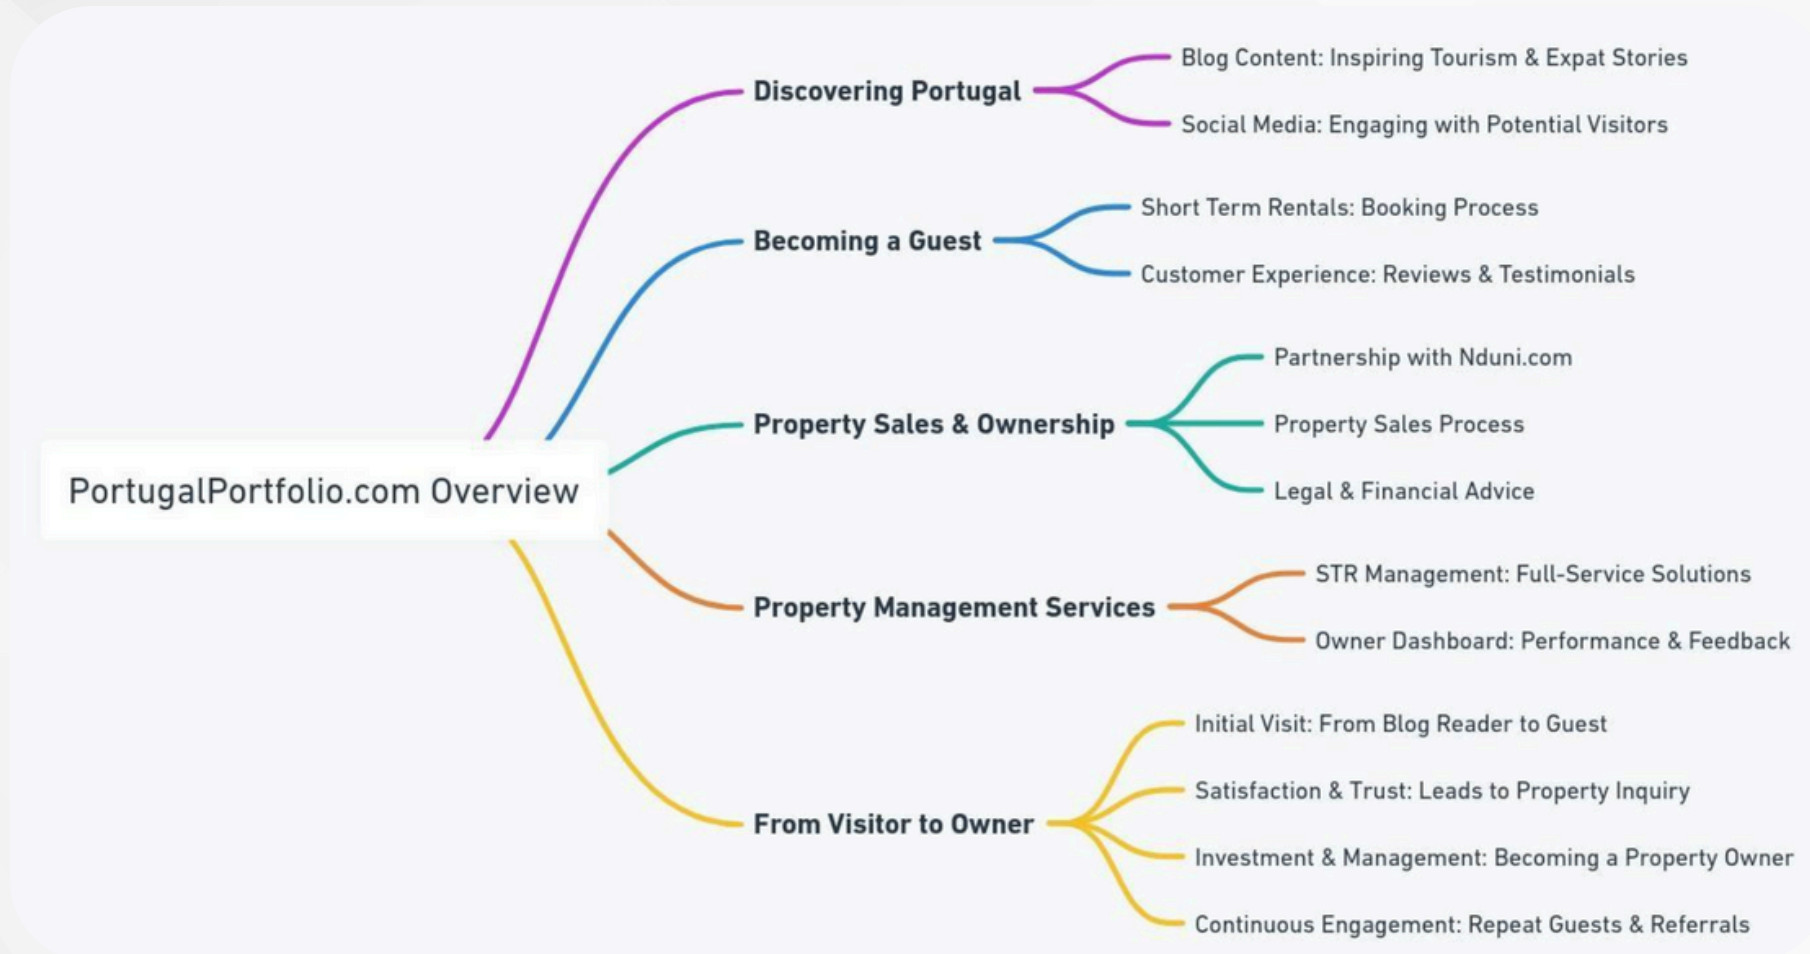 PortugalPortfolio.com Overview
Discovering Portugal
Blog Content: Inspiring Tourism & Expat Stories
Social Media: Engaging with Potential Visitors
Becoming a Guest
Short Term Rentals: Booking Process
Customer Experience: Reviews & Testimonials
Property Sales & Ownership
Partnership with Nduni.com
Property Sales Process
Legal & Financial Advice
Property Management Services
STR Management: Full-Service Solutions
Owner Dashboard: Performance & Feedback
From Visitor to Owner
Initial Visit: From Blog Reader to Guest
Satisfaction & Trust: Leads to Property Inquiry
Investment & Management: Becoming a Property Owner
Continuous Engagement: Repeat Guests & Referrals